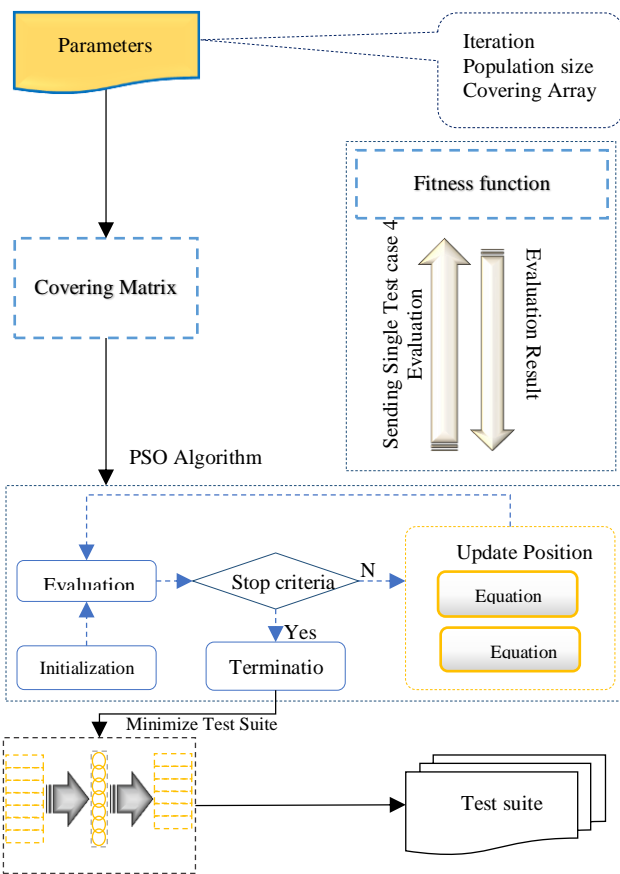 Parameters
Iteration
Population size
Covering Array
Fitness function
Sending Single Test case 4
Evaluation
Evaluation Result
Covering Matrix
PSO Algorithm
Update Position
Evaluation
Stop criteria
N
Equation
Yes
Equation
Initialization
Terminatio
Minimize Test Suite
Test suite